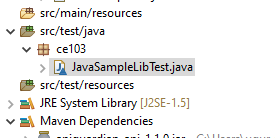 src/main/resources
src/test/java
ce103
JavaSampleLibTest.java
src/test/resources
JRE System Library [J2SE-1.5]
Maven Dependencies